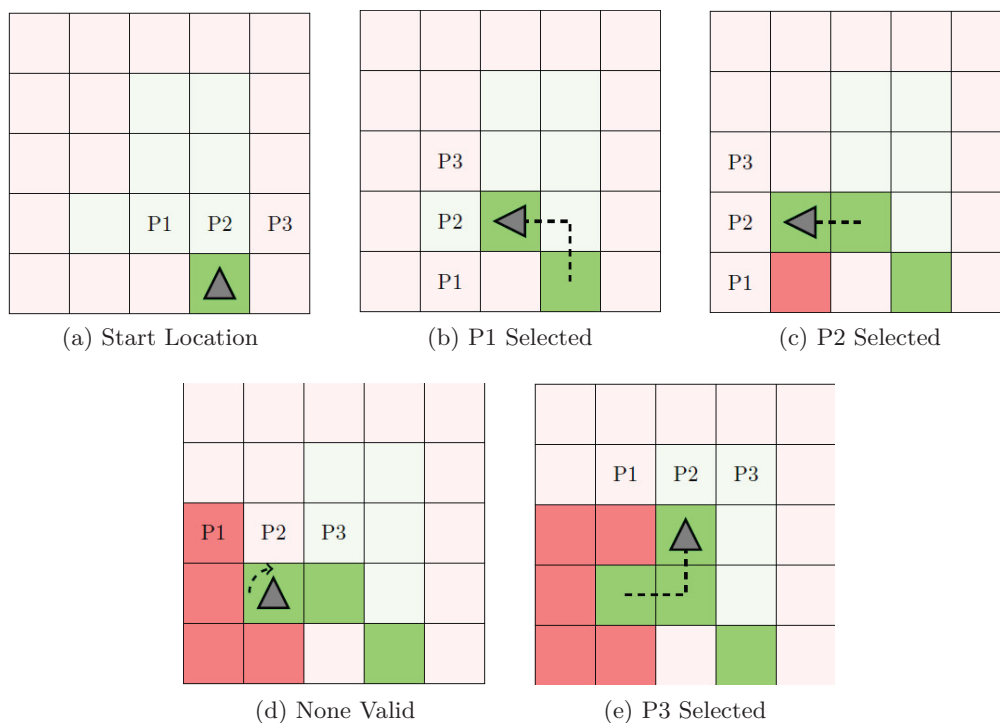 P1 P2 P3
(a) Start Location
P3
P2
P1
(b) P1 Selected
P3
P2
P1
(c) P2 Selected
P1 P2 P3
(d) None Valid
P1 P2 P3
(e) P3 Selected